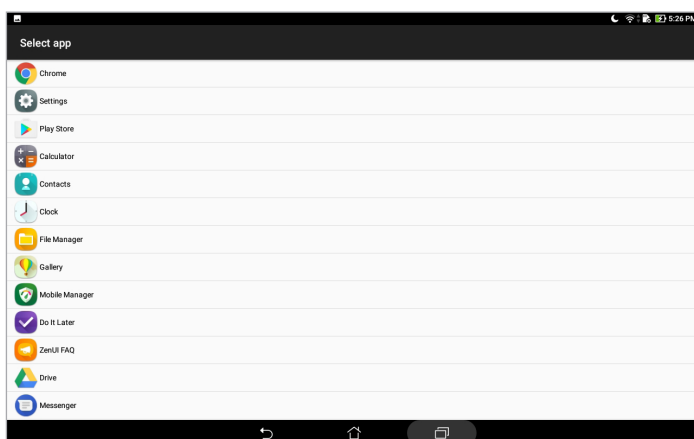 5:26 PM
Select app
Chrome
Settings
Play Store
Calculator
Contacts
Clock
File Manager
Gallery
Mobile Manager
Do It Later
ZenUI FAQ
Drive
Messenger